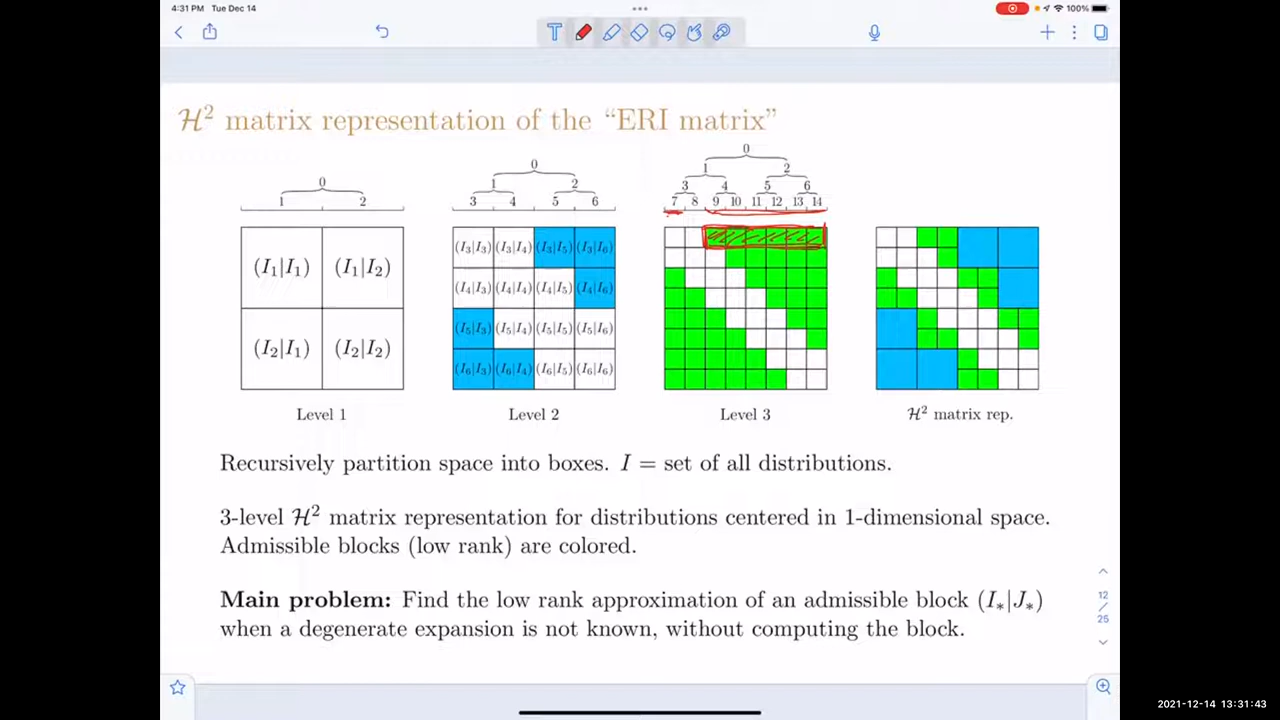 4:31 PM Tue Dec 14
100%
T
H² matrix representation of the “ERI matrix”
0
1 2
0
1 2
3 4 5 6
0
1 2
3 4 5 6
7 8 9 10 11 12 13 14
(I₁|I₁) (I₁|I₂)
(I₂|I₁) (I₂|I₂)
(I₃|I₃) (I₃|I₄) (I₃|I₅) (I₃|I₆)
(I₄|I₃) (I₄|I₄) (I₄|I₅) (I₄|I₆)
(I₅|I₃) (I₅|I₄) (I₅|I₅) (I₅|I₆)
(I₆|I₃) (I₆|I₄) (I₆|I₅) (I₆|I₆)
Level 1
Level 2
Level 3
H² matrix rep.
Recursively partition space into boxes. I = set of all distributions.
3-level H² matrix representation for distributions centered in 1-dimensional space.
Admissible blocks (low rank) are colored.
Main problem: Find the low rank approximation of an admissible block (I∗|J∗)
when a degenerate expansion is not known, without computing the block.
12
/
25
2021-12-14 13:31:43